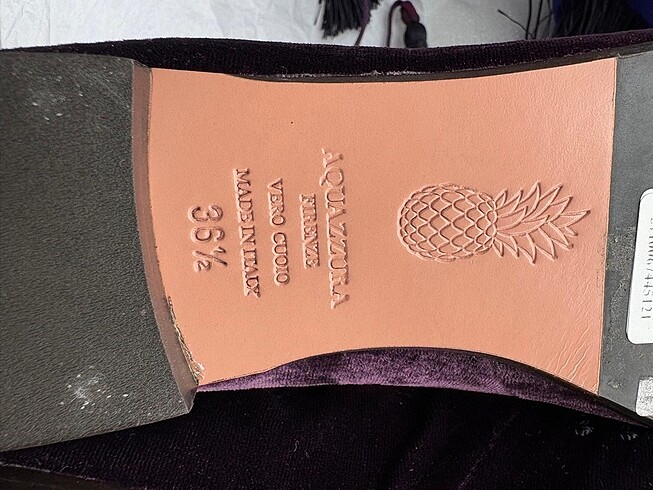 AQUAZZURA
FIRENZE
VERO CUOIO
MADE IN ITALY
36½